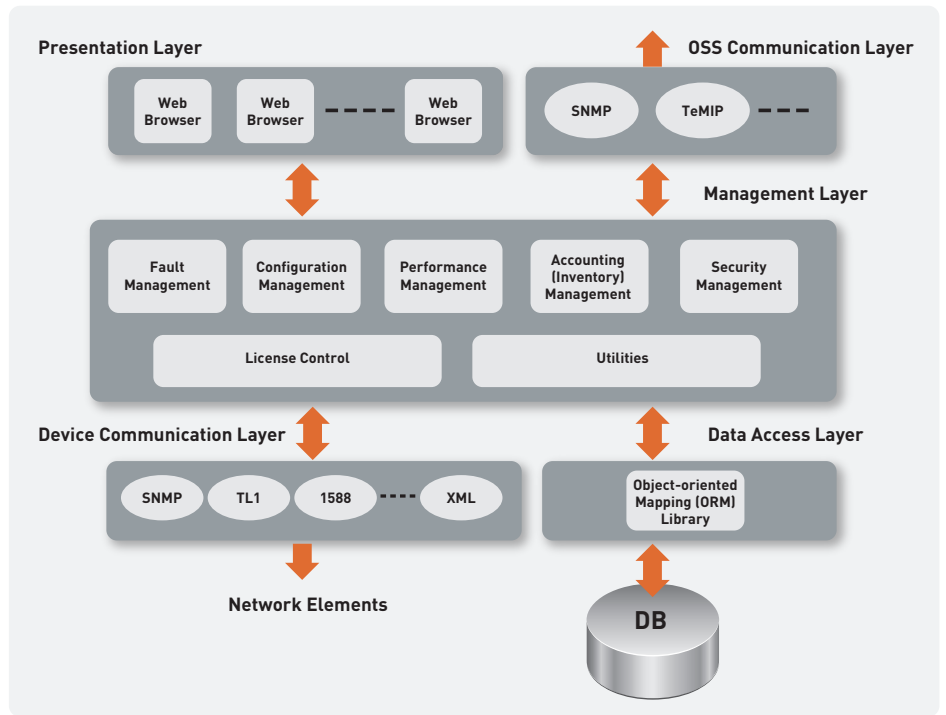 Presentation Layer
OSS Communication Layer
Web
Browser
Web
Browser
Web
Browser
SNMP
TeMIP
Management Layer
Fault
Management
Configuration
Management
Performance
Management
Accounting
(Inventory)
Management
Security
Management
License Control
Utilities
Device Communication Layer
Data Access Layer
SNMP
TL1
1588
XML
Object-oriented
Mapping (ORM)
Library
Network Elements
DB